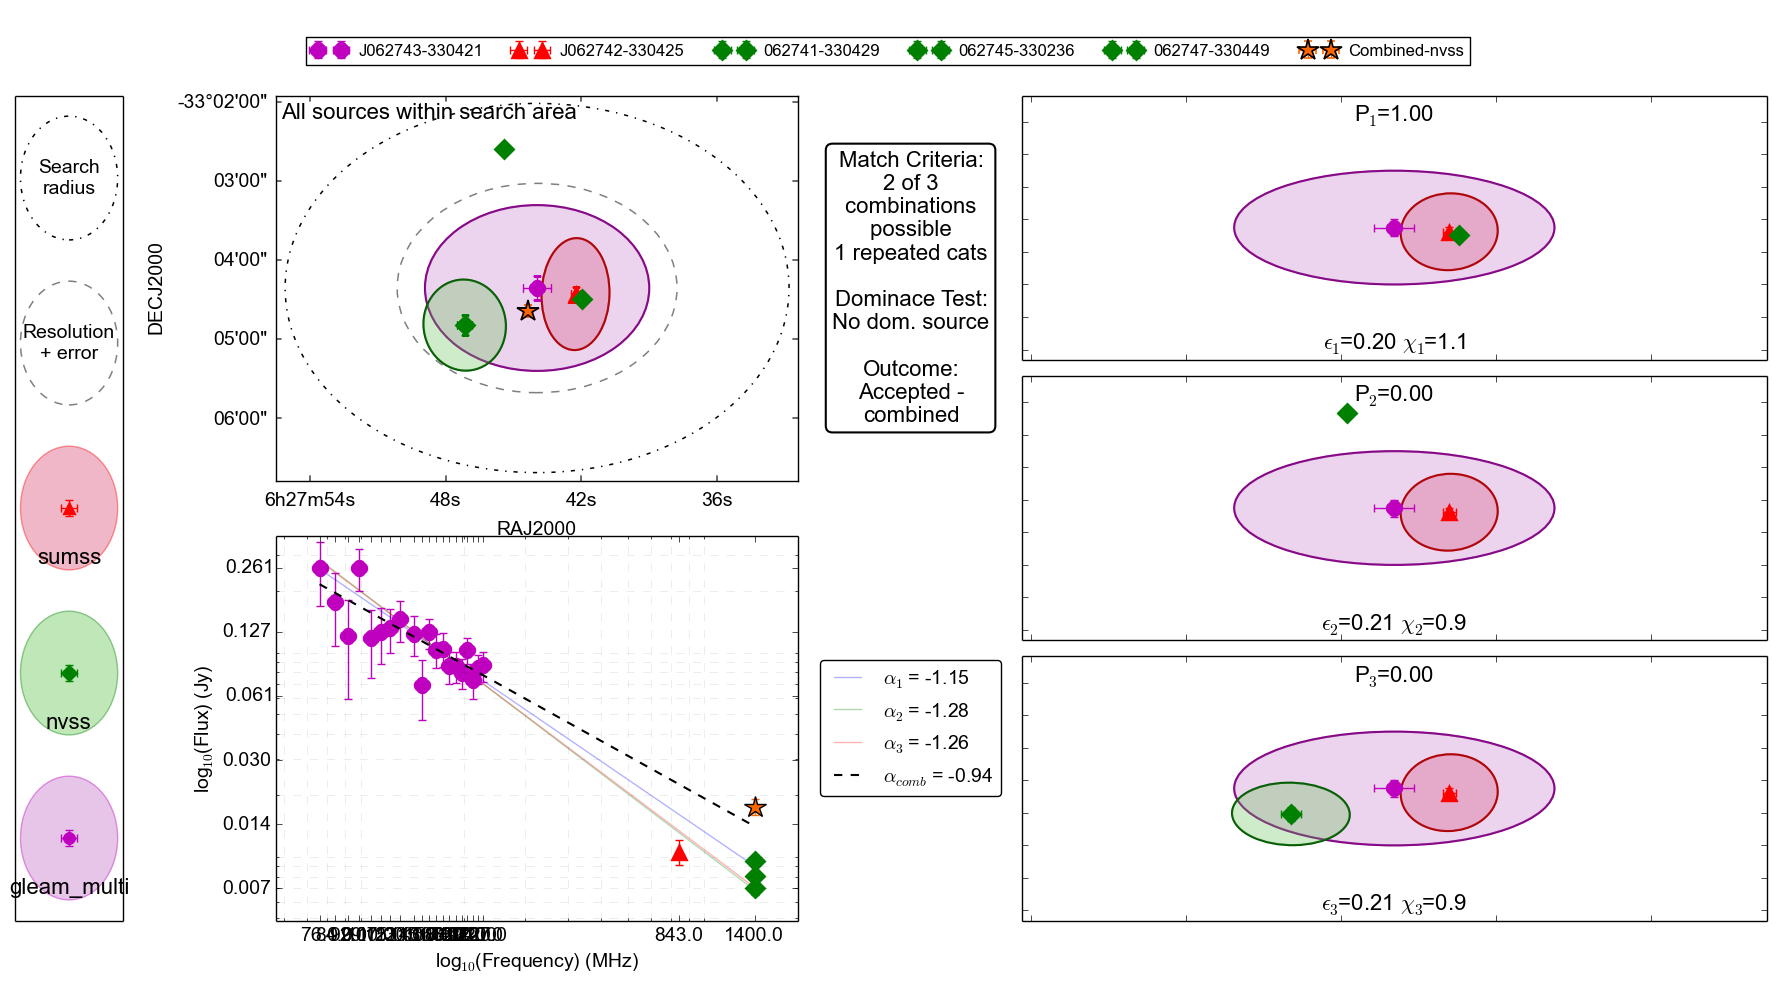 J062743-330421 J062742-330425 062741-330429 062745-330236 062747-330449 Combined-nvss
Search
radius
Resolution
+ error
sumss
nvss
gleam_multi
All sources within search area
DECJ2000
-33°02'00"
03'00"
04'00"
05'00"
06'00"
6h27m54s 48s 42s 36s
RAJ2000
Match Criteria:
2 of 3
combinations
possible
1 repeated cats
Dominace Test:
No dom. source
Outcome:
Accepted -
combined
P1=1.00
ϵ1=0.20 χ1=1.1
P2=0.00
ϵ2=0.21 χ2=0.9
P3=0.00
ϵ3=0.21 χ3=0.9
log10(Flux) (Jy)
0.261
0.127
0.061
0.030
0.014
0.007
843.0 1400.0
log10(Frequency) (MHz)
α1 = -1.15
α2 = -1.28
α3 = -1.26
αcomb = -0.94